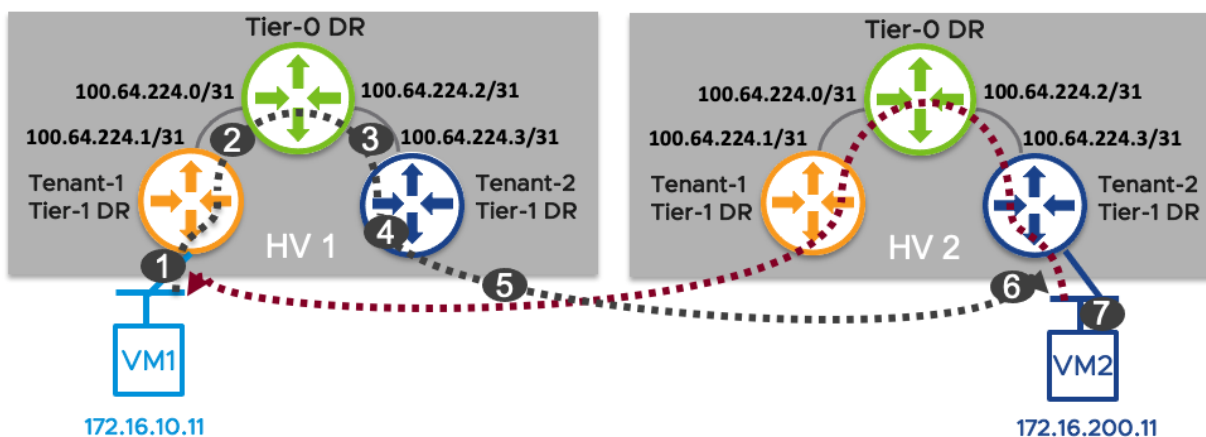 Tier-0 DR
100.64.224.0/31
100.64.224.2/31
100.64.224.1/31
100.64.224.3/31
2
3
Tenant-1
Tier-1 DR
Tenant-2
Tier-1 DR
4
HV 1
1
5
VM1
172.16.10.11
Tier-0 DR
100.64.224.0/31
100.64.224.2/31
100.64.224.1/31
100.64.224.3/31
Tenant-1
Tier-1 DR
Tenant-2
Tier-1 DR
HV 2
6
7
VM2
172.16.200.11